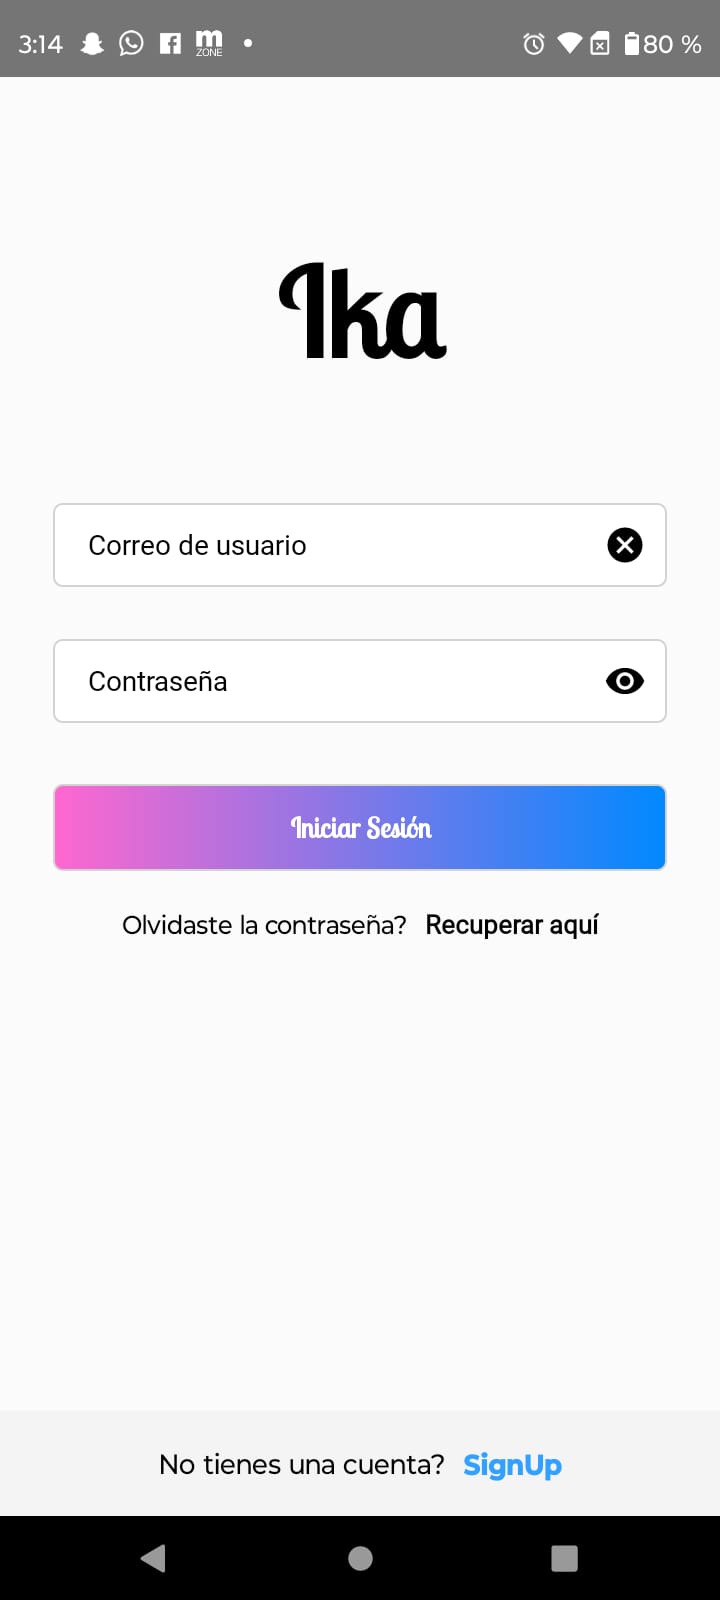 3:14 m ZONE 80 %
Ika
Correo de usuario
Contraseña
Iniciar Sesión
Olvidaste la contraseña? Recuperar aquí
No tienes una cuenta? SignUp